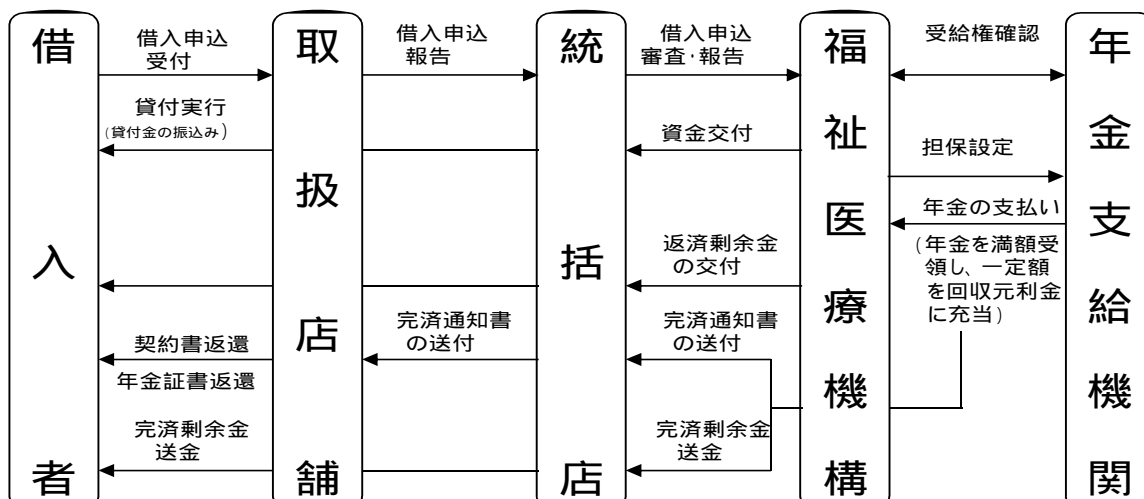 借入者
取扱店舗
統括店
福祉医療機構
年金支給機関
借入申込
受付
借入申込
報告
借入申込
審査・報告
受給権確認
貸付実行
(貸付金の振込み)
資金交付
担保設定
年金の支払い
(年金を満額受
領し、一定額
を回収元利金
に充当)
返済剰余金
の交付
完済通知書
の送付
完済通知書
の送付
契約書返還
年金証書返還
完済剰余金
送金
完済剰余金
送金